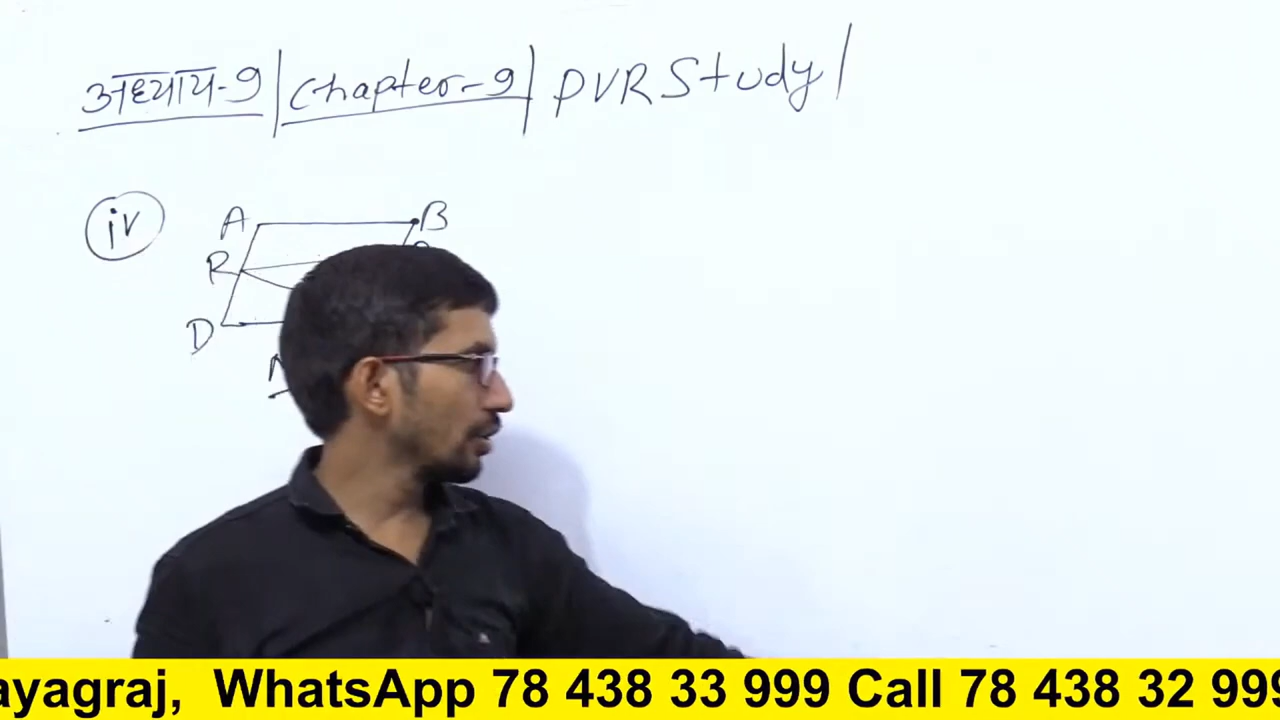 अध्याय-9 | Chapter-9 | PVR Study |
iv A B
R
D
ayagraj, WhatsApp 78 438 33 999 Call 78 438 32 999